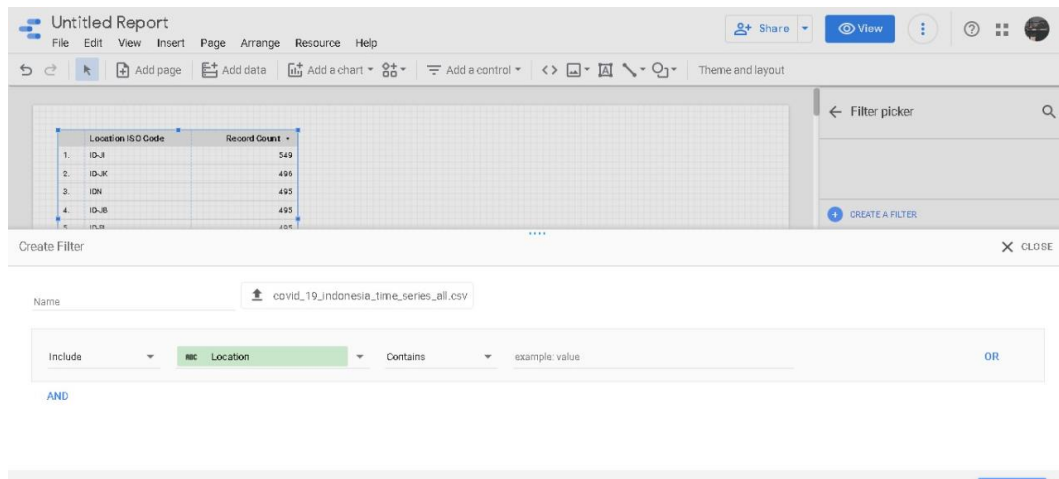 Untitled Report
File Edit View Insert Page Arrange Resource Help
Share
View
Add page
Add data
Add a chart
Add a control
Theme and layout
Filter picker
Location ISO Code Record Count
1. ID-JI 549
2. ID-JK 496
3. IDN 495
4. ID-JB 495
CREATE A FILTER
Create Filter
CLOSE
Name
covid_19_indonesia_time_series_all.csv
Include
ABC Location
Contains
example: value
OR
AND